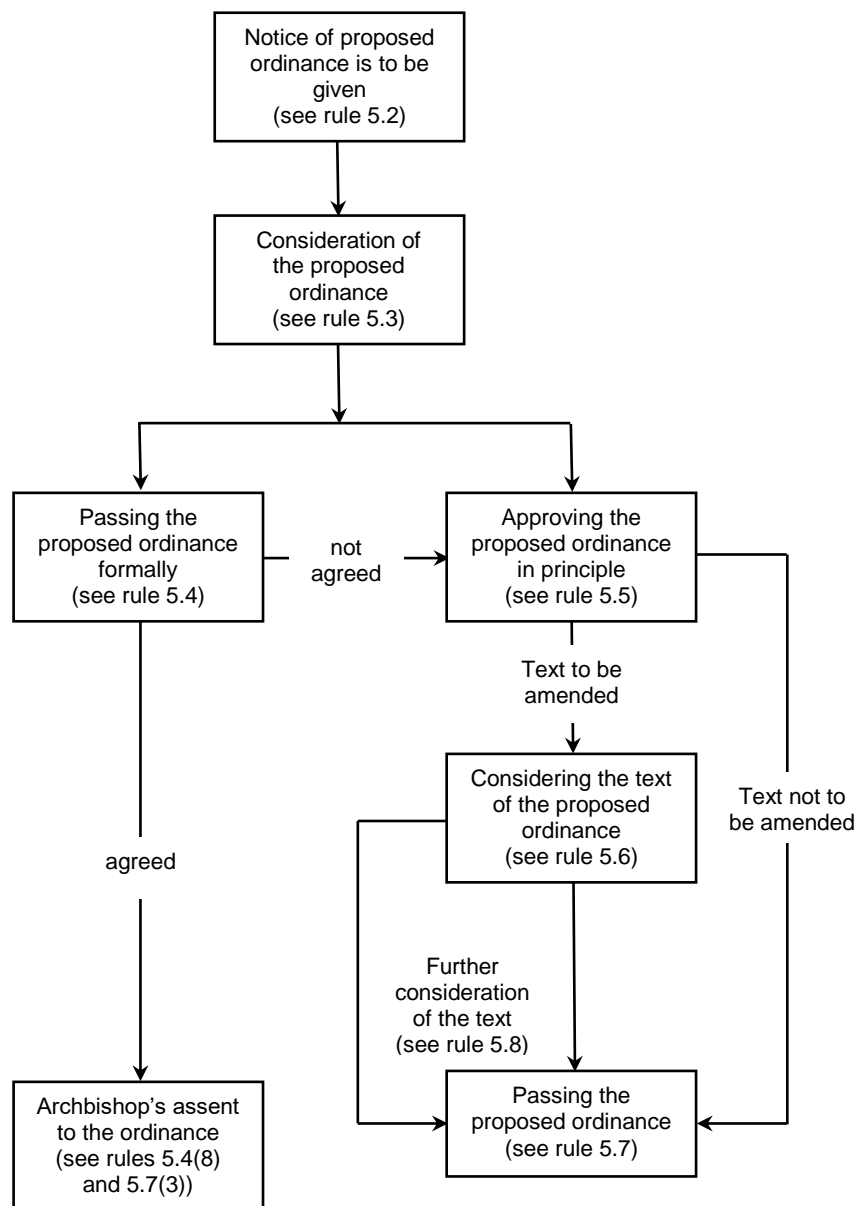 Notice of proposed
ordinance is to be
given
(see rule 5.2)
Consideration of
the proposed
ordinance
(see rule 5.3)
Passing the
proposed ordinance
formally
(see rule 5.4)
not
agreed
Approving the
proposed ordinance
in principle
(see rule 5.5)
Text to be
amended
Considering the text
of the proposed
ordinance
(see rule 5.6)
Text not to
be amended
agreed
Further
consideration
of the text
(see rule 5.8)
Archbishop’s assent
to the ordinance
(see rules 5.4(8)
and 5.7(3))
Passing the
proposed ordinance
(see rule 5.7)